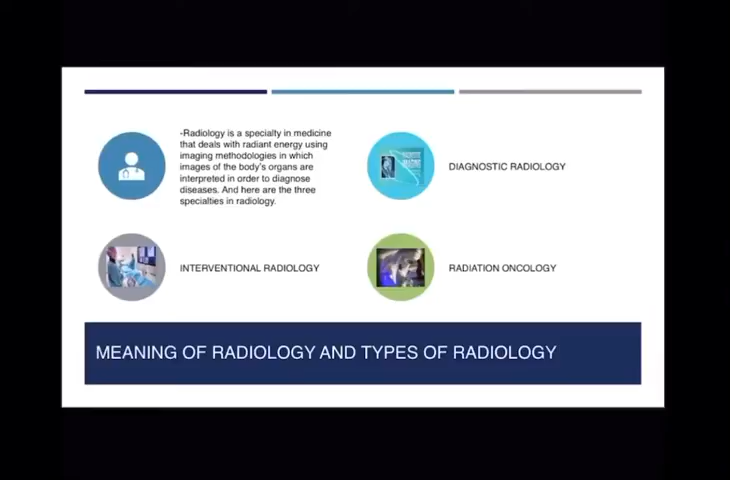 -Radiology is a specialty in medicine
that deals with radiant energy using
imaging methodologies in which
images of the body's organs are
interpreted in order to diagnose
diseases. And here are the three
specialties in radiology.
DIAGNOSTIC RADIOLOGY
INTERVENTIONAL RADIOLOGY
RADIATION ONCOLOGY
MEANING OF RADIOLOGY AND TYPES OF RADIOLOGY